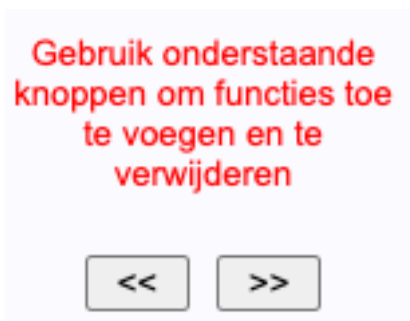 Gebruik onderstaande
knoppen om functies toe
te voegen en te
verwijderen
<< >>